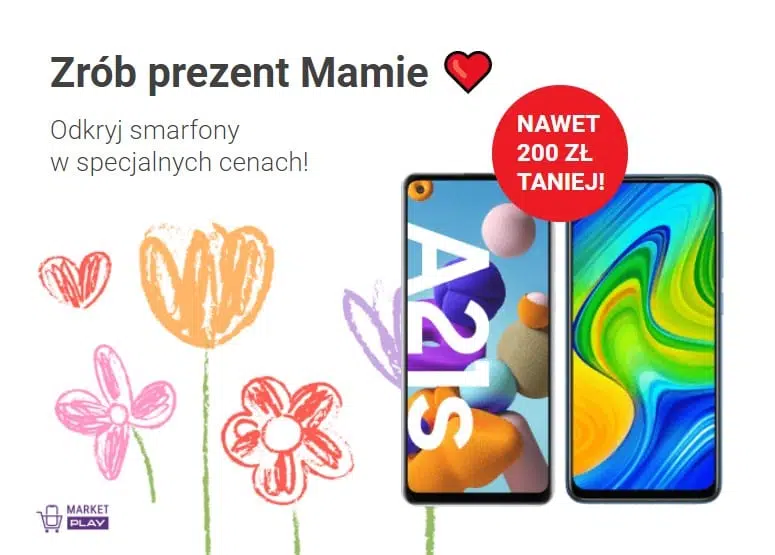 Zrób prezent Mamie
Odkryj smarfony
w specjalnych cenach!
NAWET
200 ZŁ
TANIEJ!
A21s
MARKET
PLAY